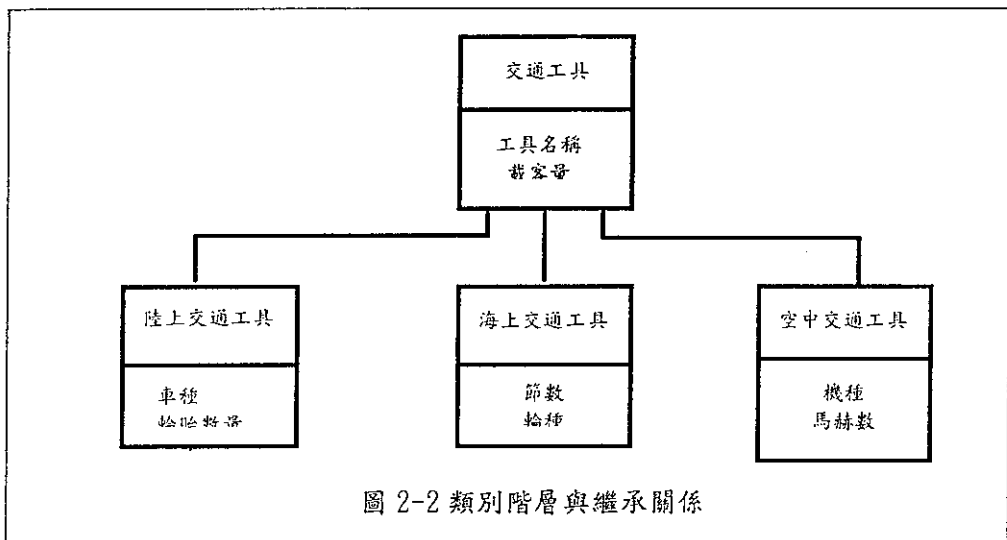 交通工具
工具名稱
載客量
陸上交通工具
車種
輪胎數量
海上交通工具
節數
輪種
空中交通工具
機種
馬赫數
圖 2-2 類別階層與繼承關係